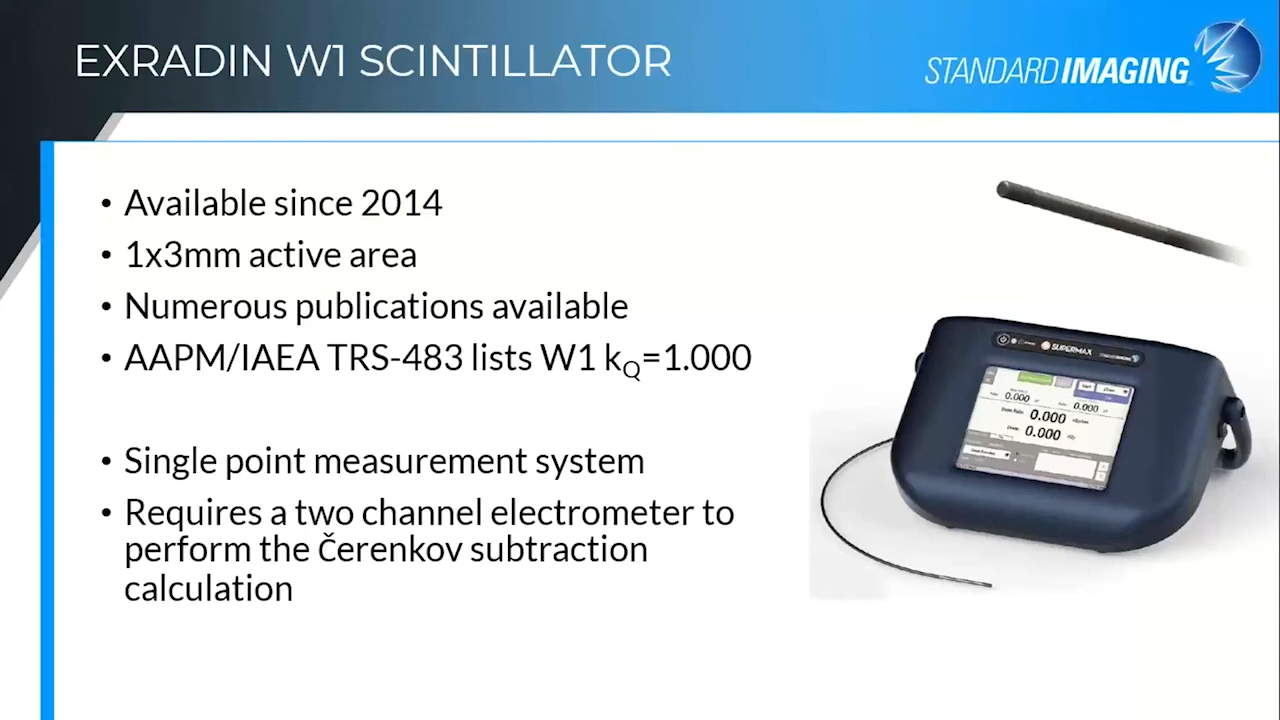 EXRADIN W1 SCINTILLATOR
STANDARD IMAGING
• Available since 2014
• 1x3mm active area
• Numerous publications available
• AAPM/IAEA TRS-483 lists W1 kQ=1.000
• Single point measurement system
• Requires a two channel electrometer to
perform the Čerenkov subtraction
calculation
SUPERMAX
0.000
0.000
Dose Rate: 0.000
0.000